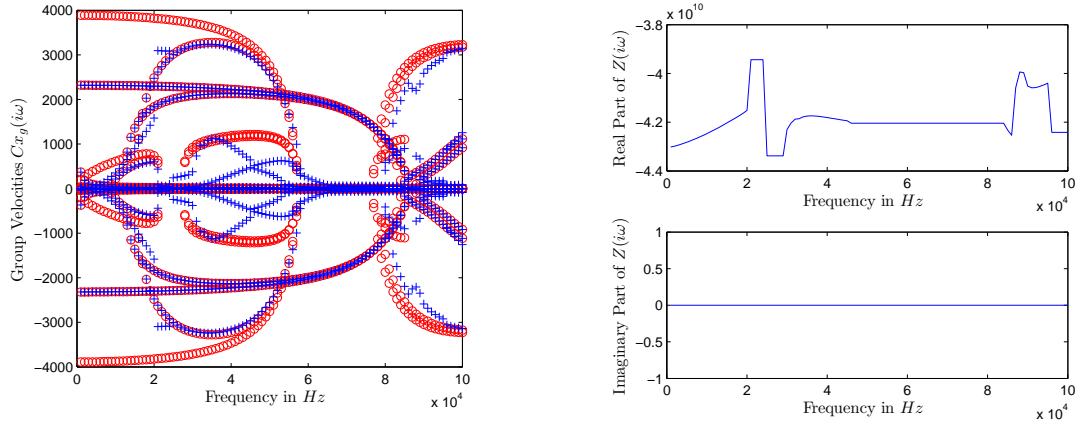 4000
3000
2000
1000
0
−1000
−2000
−3000
−4000
Group Velocities Cx_g(iω)
0 2 4 6 8 10
x 10^4
Frequency in Hz
x 10^10
−3.8
−4
−4.2
−4.4
Real Part of Z(iω)
0 2 4 6 8 10
x 10^4
Frequency in Hz
1
0.5
0
−0.5
−1
Imaginary Part of Z(iω)
0 2 4 6 8 10
x 10^4
Frequency in Hz